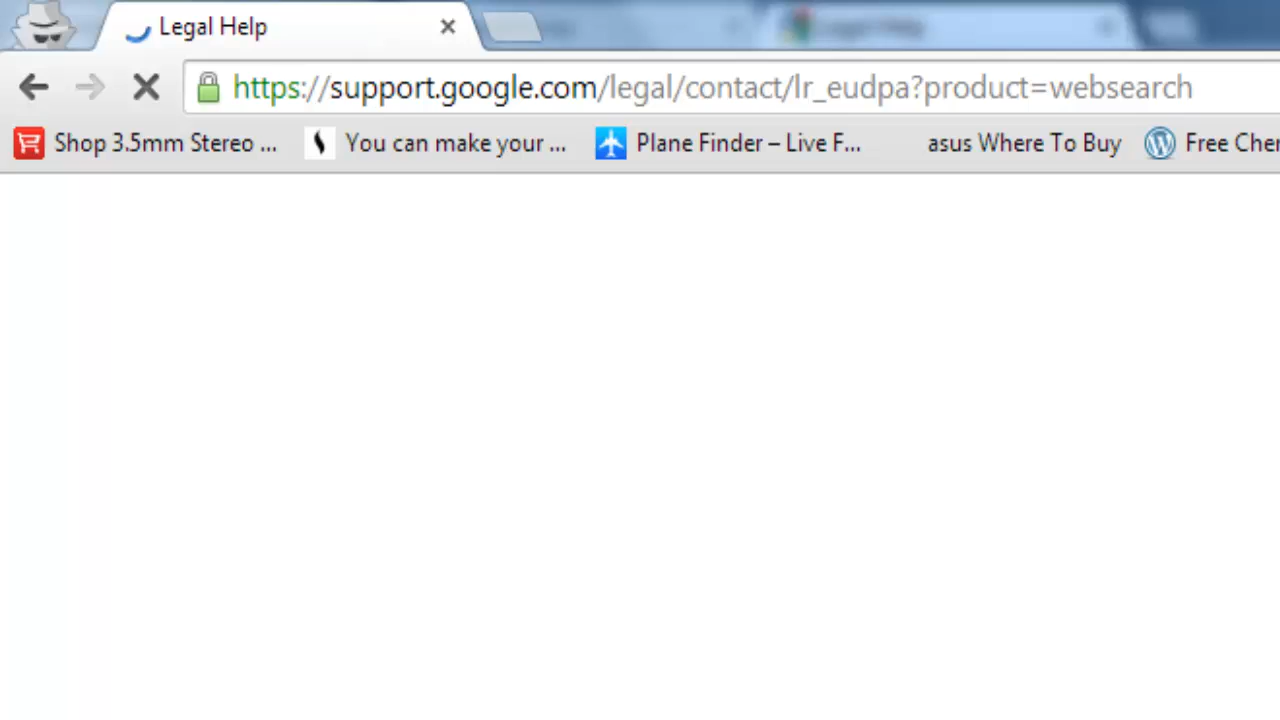 Legal Help
https://support.google.com/legal/contact/lr_eudpa?product=websearch
Shop 3.5mm Stereo ... You can make your ... Plane Finder – Live F... asus Where To Buy Free Cher